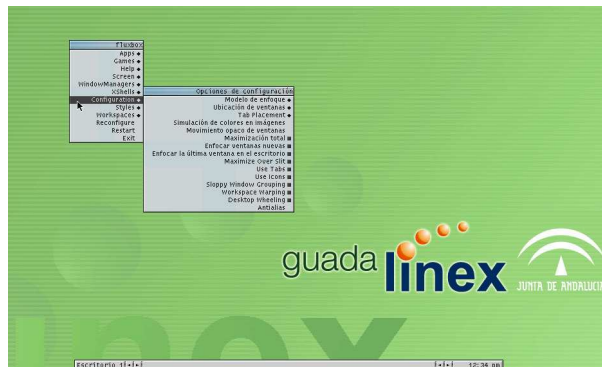 Fluxbox
Apps
Games
Help
Screen
WindowManagers
XShells
Configuration
Styles
Workspaces
Reconfigure
Restart
Exit
Opciones de configuración
Modelo de enfoque
Ubicación de ventanas
Tab Placement
Simulación de colores en imágenes
Movimiento opaco de ventanas
Maximización total
Enfocar ventanas nuevas
Enfocar la última ventana en el escritorio
Maximize Over Slit
Use Tabs
Use Icons
Sloppy Window Grouping
Workspace Warping
Desktop Wheeling
Antialias
guada
linex
JUNTA DE ANDALUCIA
Escritorio 1
12:34 pm